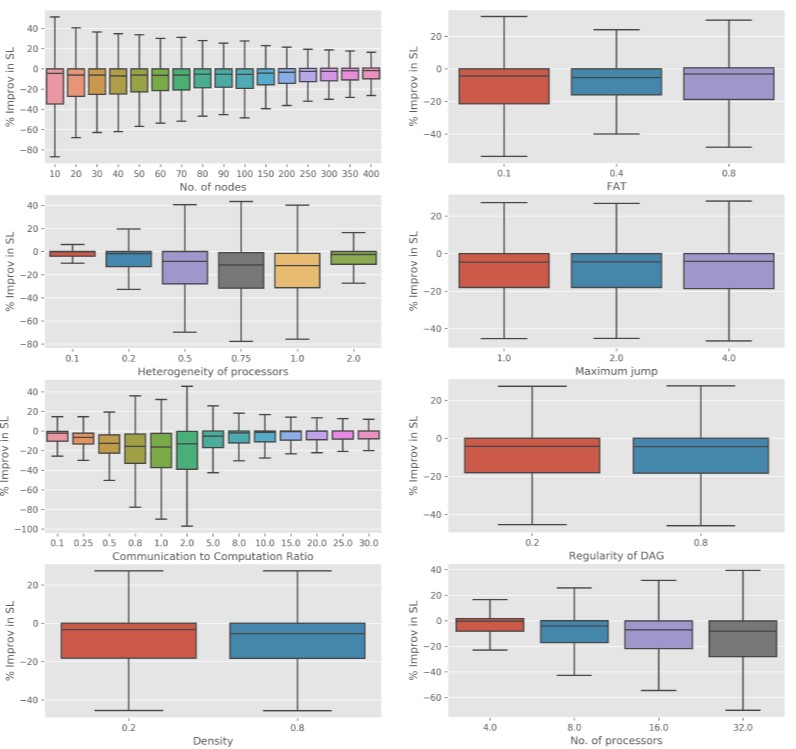 % Improv in SL
40
20
0
−20
−40
−60
−80
10 20 30 40 50 60 70 80 90 100 150 200 250 300 350 400
No. of nodes
% Improv in SL
20
0
−20
−40
0.1 0.4 0.8
FAT
% Improv in SL
40
20
0
−20
−40
−60
−80
0.1 0.2 0.5 0.75 1.0 2.0
Heterogeneity of processors
% Improv in SL
20
0
−20
−40
1.0 2.0 4.0
Maximum jump
% Improv in SL
40
20
0
−20
−40
−60
−80
−100
0.1 0.25 0.5 0.8 1.0 2.0 5.0 8.0 10.0 15.0 20.0 25.0 30.0
Communication to Computation Ratio
% Improv in SL
20
0
−20
−40
0.2 0.8
Regularity of DAG
% Improv in SL
20
0
−20
−40
0.2 0.8
Density
% Improv in SL
40
20
0
−20
−40
−60
4.0 8.0 16.0 32.0
No. of processors